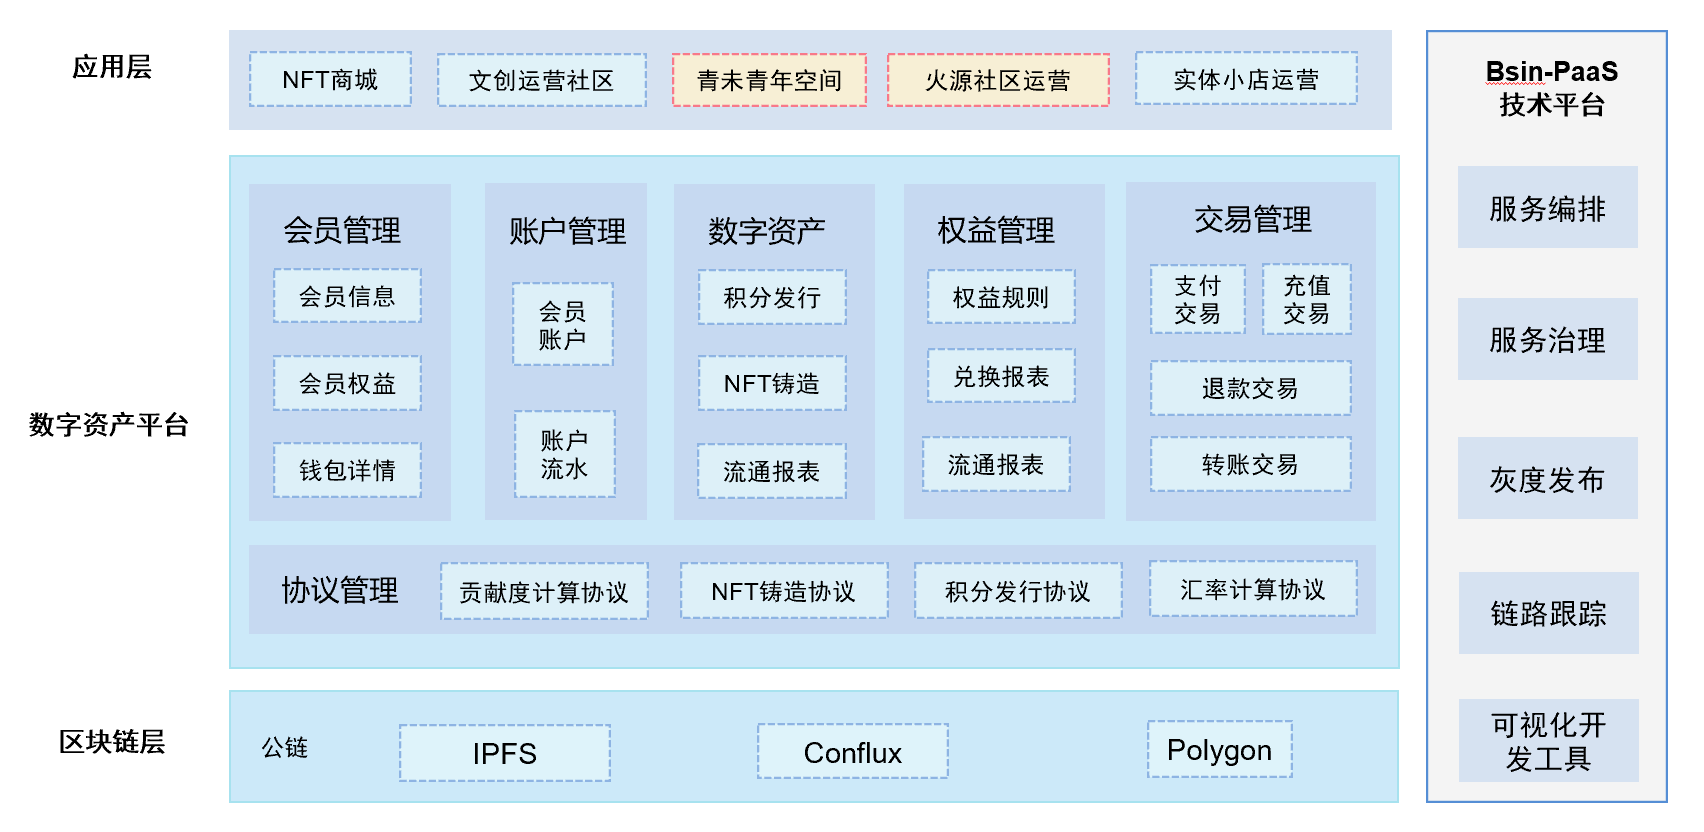 应用层
NFT商城
文创运营社区
青未青年空间
火源社区运营
实体小店运营
数字资产平台
会员管理
会员信息
会员权益
钱包详情
账户管理
会员
账户
账户
流水
数字资产
积分发行
NFT铸造
流通报表
权益管理
权益规则
兑换报表
流通报表
交易管理
支付
交易
充值
交易
退款交易
转账交易
协议管理
贡献度计算协议
NFT铸造协议
积分发行协议
汇率计算协议
区块链层
公链
IPFS
Conflux
Polygon
Bsin-PaaS
技术平台
服务编排
服务治理
灰度发布
链路跟踪
可视化开
发工具